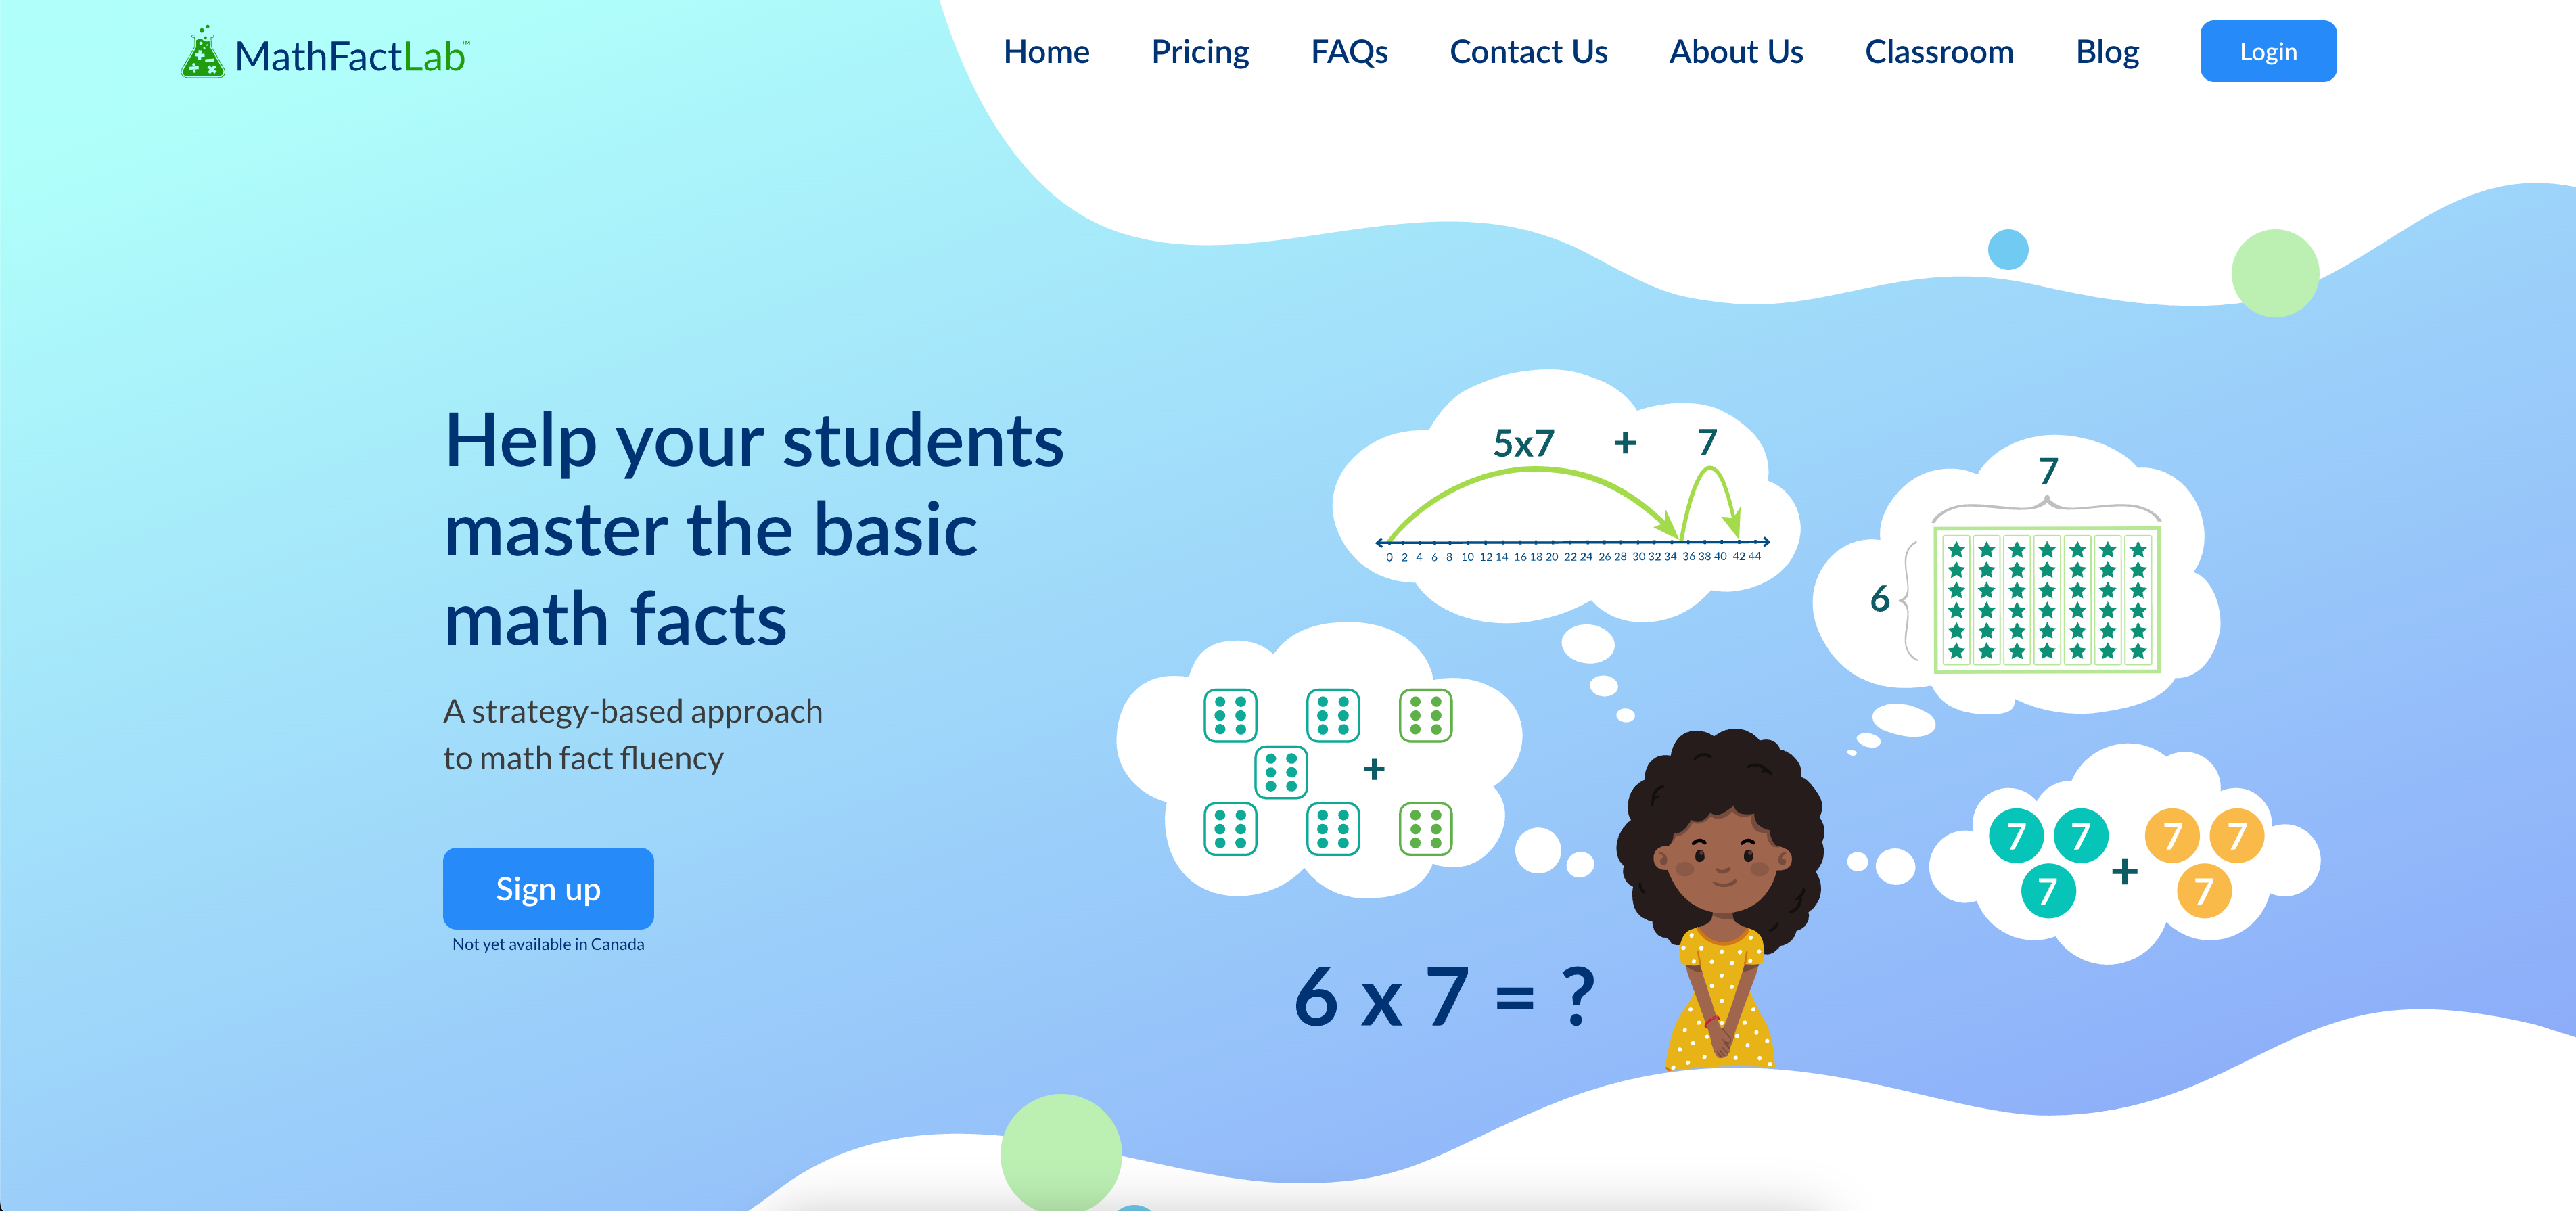 MathFactLab™
Home Pricing FAQs Contact Us About Us Classroom Blog Login
Help your students
master the basic
math facts
A strategy-based approach
to math fact fluency
Sign up
Not yet available in Canada
5x7 + 7
0 2 4 6 8 10 12 14 16 18 20 22 24 26 28 30 32 34 36 38 40 42 44
7
6
+
7 7 + 7 7
7 7
6 x 7 = ?